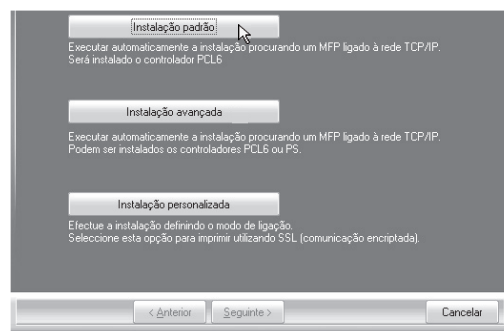 Instalação padrão
Executar automaticamente a instalação procurando um MFP ligado à rede TCP/IP.
Será instalado o controlador PCL6
Instalação avançada
Executar automaticamente a instalação procurando um MFP ligado à rede TCP/IP.
Podem ser instalados os controladores PCL6 ou PS.
Instalação personalizada
Efectue a instalação definindo o modo de ligação.
Seleccione esta opção para imprimir utilizando SSL (comunicação encriptada).
< Anterior Seguinte > Cancelar